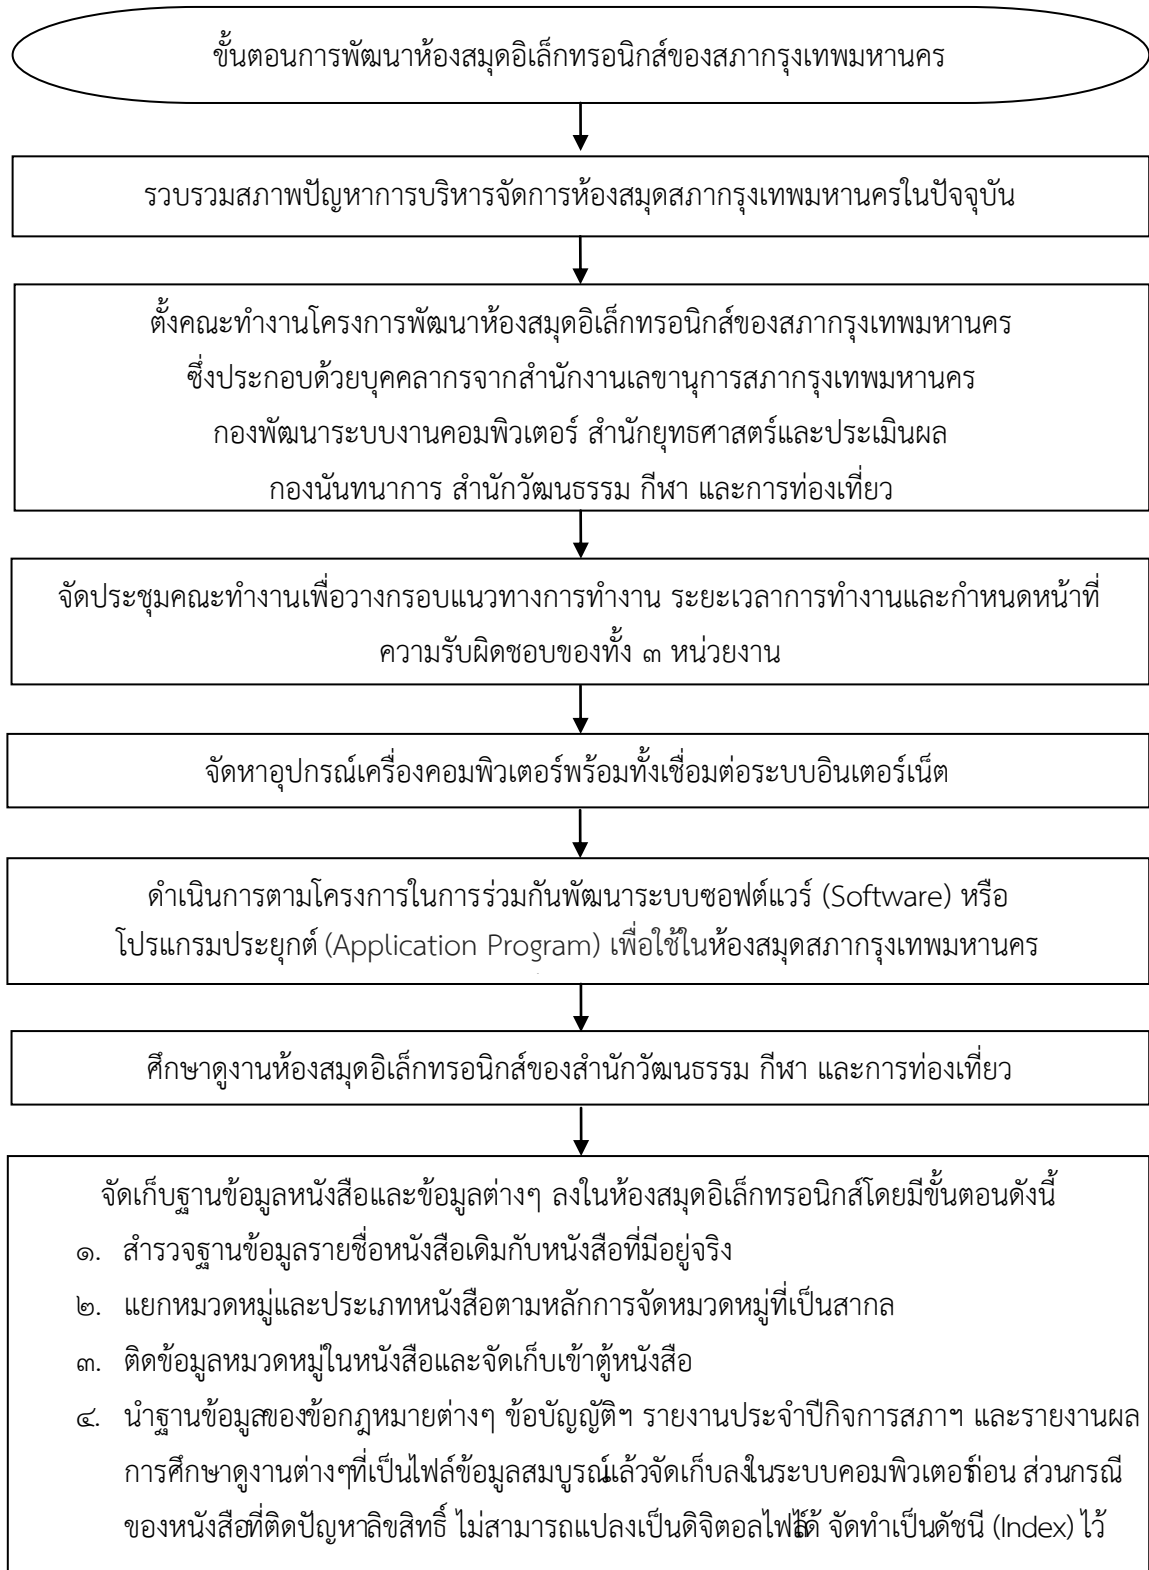 ขั้นตอนการพัฒนาห้องสมุดอิเล็กทรอนิกส์ของสภากรุงเทพมหานคร
รวบรวมสภาพปัญหาการบริหารจัดการห้องสมุดสภากรุงเทพมหานครในปัจจุบัน
ตั้งคณะทำงานโครงการพัฒนาห้องสมุดอิเล็กทรอนิกส์ของสภากรุงเทพมหานคร
ซึ่งประกอบด้วยบุคคลากรจากสำนักงานเลขานุการสภากรุงเทพมหานคร
กองพัฒนาระบบงานคอมพิวเตอร์ สำนักยุทธศาสตร์และประเมินผล
กองนันทนาการ สำนักวัฒนธรรม กีฬา และการท่องเที่ยว
จัดประชุมคณะทำงานเพื่อวางกรอบแนวทางการทำงาน ระยะเวลาการทำงานและกำหนดหน้าที่
ความรับผิดชอบของทั้ง ๓ หน่วยงาน
จัดหาอุปกรณ์เครื่องคอมพิวเตอร์พร้อมทั้งเชื่อมต่อระบบอินเตอร์เน็ต
ดำเนินการตามโครงการในการร่วมกันพัฒนาระบบซอฟต์แวร์ (Software) หรือ
โปรแกรมประยุกต์ (Application Program) เพื่อใช้ในห้องสมุดสภากรุงเทพมหานคร
ศึกษาดูงานห้องสมุดอิเล็กทรอนิกส์ของสำนักวัฒนธรรม กีฬา และการท่องเที่ยว
จัดเก็บฐานข้อมูลหนังสือและข้อมูลต่างๆ ลงในห้องสมุดอิเล็กทรอนิกส์โดยมีขั้นตอนดังนี้
๑. สำรวจฐานข้อมูลรายชื่อหนังสือเดิมกับหนังสือที่มีอยู่จริง
๒. แยกหมวดหมู่และประเภทหนังสือตามหลักการจัดหมวดหมู่ที่เป็นสากล
๓. ติดข้อมูลหมวดหมู่ในหนังสือและจัดเก็บเข้าตู้หนังสือ
๔. นำฐานข้อมูลของข้อกฎหมายต่างๆ ข้อบัญญัติฯ รายงานประจำปีกิจการสภาฯ และรายงานผล
การศึกษาดูงานต่างๆที่เป็นไฟล์ข้อมูลสมบูรณ์แล้วจัดเก็บลงในระบบคอมพิวเตอร์ก่อน ส่วนกรณี
ของหนังสือที่ติดปัญหาลิขสิทธิ์ ไม่สามารถแปลงเป็นดิจิตอลไฟล์ได้ จัดทำเป็นดัชนี (Index) ไว้